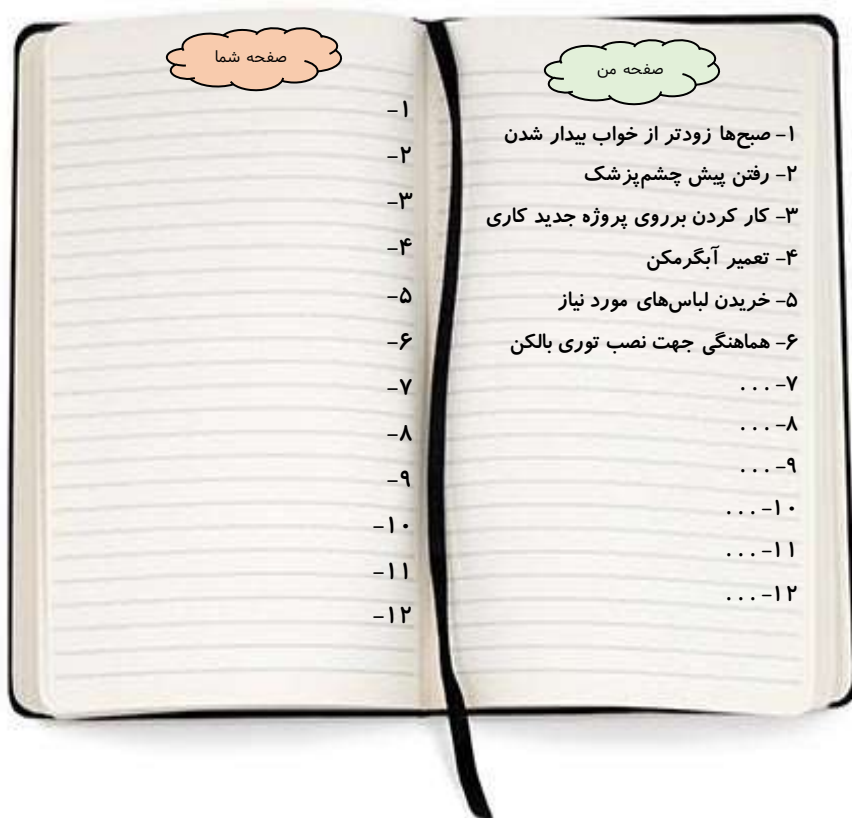 صفحه من
۱- صبح‌ها زودتر از خواب بیدار شدن
۲- رفتن پیش چشم‌پزشک
۳- کار کردن برروی پروژه جدید کاری
۴- تعمیر آبگرمکن
۵- خریدن لباس‌های مورد نیاز
۶- هماهنگی جهت نصب توری بالکن
۷- ...
۸- ...
۹- ...
۱۰- ...
۱۱- ...
۱۲- ...
صفحه شما
۱-
۲-
۳-
۴-
۵-
۶-
۷-
۸-
۹-
۱۰-
۱۱-
۱۲-